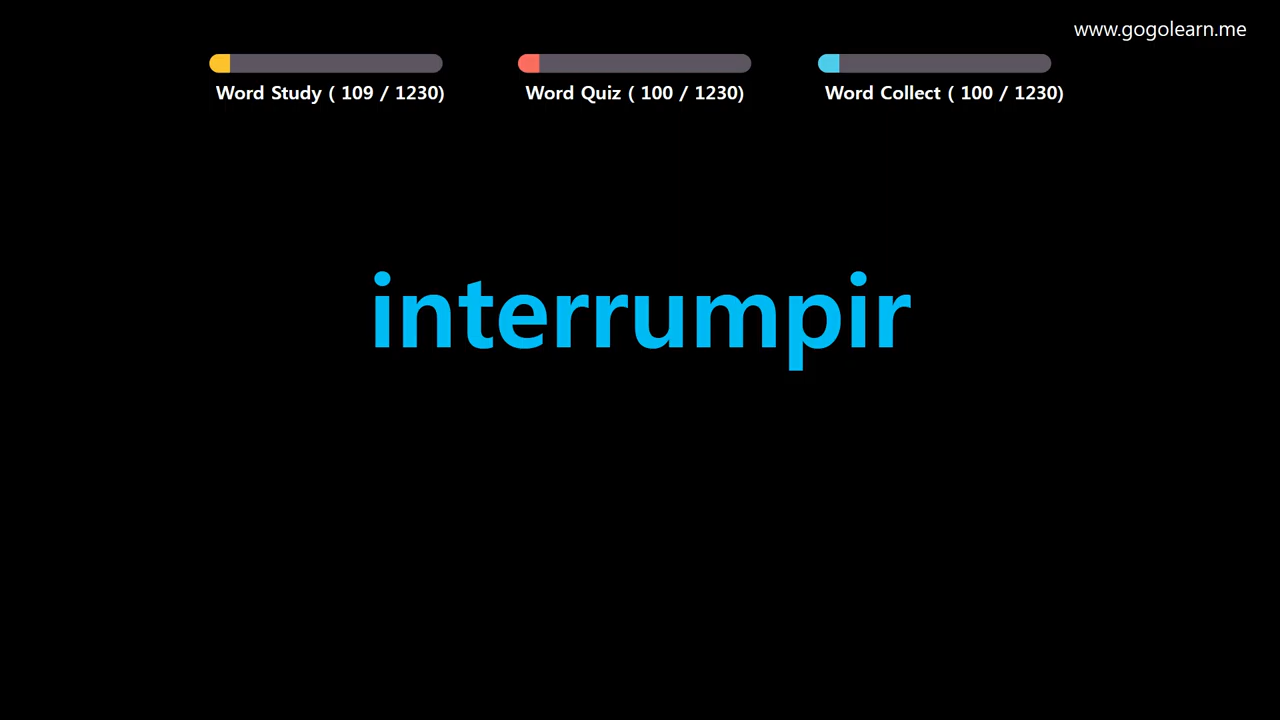 www.gogolearn.me
Word Study ( 109 / 1230)
Word Quiz ( 100 / 1230)
Word Collect ( 100 / 1230)
interrumpir